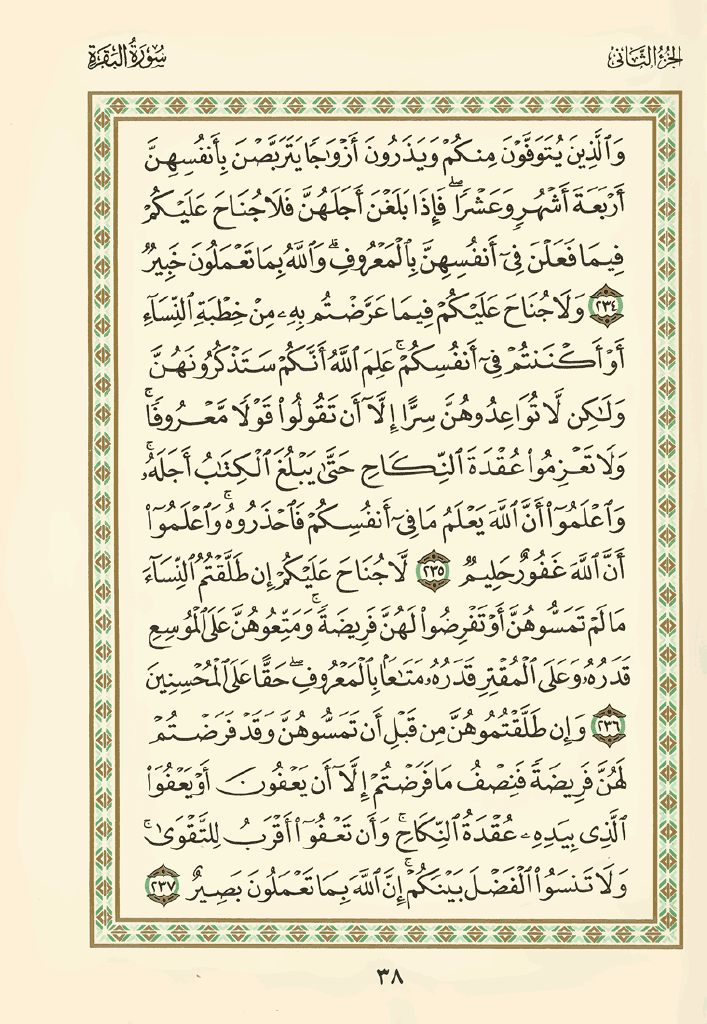 الجزء الثاني
سورة البقرة
وَٱلَّذِينَ يُتَوَفَّوْنَ مِنكُمْ وَيَذَرُونَ أَزْوَٰجًا يَتَرَبَّصْنَ بِأَنفُسِهِنَّ
أَرْبَعَةَ أَشْهُرٍ وَعَشْرًا ۖ فَإِذَا بَلَغْنَ أَجَلَهُنَّ فَلَا جُنَاحَ عَلَيْكُمْ
فِيمَا فَعَلْنَ فِىٓ أَنفُسِهِنَّ بِٱلْمَعْرُوفِ ۗ وَٱللَّهُ بِمَا تَعْمَلُونَ خَبِيرٌ
٢٣٤ وَلَا جُنَاحَ عَلَيْكُمْ فِيمَا عَرَّضْتُم بِهِۦ مِنْ خِطْبَةِ ٱلنِّسَآءِ
أَوْ أَكْنَنتُمْ فِىٓ أَنفُسِكُمْ ۚ عَلِمَ ٱللَّهُ أَنَّكُمْ سَتَذْكُرُونَهُنَّ
وَلَٰكِن لَّا تُوَاعِدُوهُنَّ سِرًّا إِلَّآ أَن تَقُولُوا۟ قَوْلًا مَّعْرُوفًا ۚ
وَلَا تَعْزِمُوا۟ عُقْدَةَ ٱلنِّكَاحِ حَتَّىٰ يَبْلُغَ ٱلْكِتَٰبُ أَجَلَهُۥ ۚ
وَٱعْلَمُوٓا۟ أَنَّ ٱللَّهَ يَعْلَمُ مَا فِىٓ أَنفُسِكُمْ فَٱحْذَرُوهُ ۚ وَٱعْلَمُوٓا۟
أَنَّ ٱللَّهَ غَفُورٌ حَلِيمٌ ٢٣٥ لَّا جُنَاحَ عَلَيْكُمْ إِن طَلَّقْتُمُ ٱلنِّسَآءَ
مَا لَمْ تَمَسُّوهُنَّ أَوْ تَفْرِضُوا۟ لَهُنَّ فَرِيضَةً ۚ وَمَتِّعُوهُنَّ عَلَى ٱلْمُوسِعِ
قَدَرُهُۥ وَعَلَى ٱلْمُقْتِرِ قَدَرُهُۥ مَتَٰعًۢا بِٱلْمَعْرُوفِ ۖ حَقًّا عَلَى ٱلْمُحْسِنِينَ
٢٣٦ وَإِن طَلَّقْتُمُوهُنَّ مِن قَبْلِ أَن تَمَسُّوهُنَّ وَقَدْ فَرَضْتُمْ
لَهُنَّ فَرِيضَةً فَنِصْفُ مَا فَرَضْتُمْ إِلَّآ أَن يَعْفُونَ أَوْ يَعْفُوَا۟
ٱلَّذِى بِيَدِهِۦ عُقْدَةُ ٱلنِّكَاحِ ۚ وَأَن تَعْفُوٓا۟ أَقْرَبُ لِلتَّقْوَىٰ ۚ
وَلَا تَنسَوُا۟ ٱلْفَضْلَ بَيْنَكُمْ ۚ إِنَّ ٱللَّهَ بِمَا تَعْمَلُونَ بَصِيرٌ ٢٣٧
٣٨